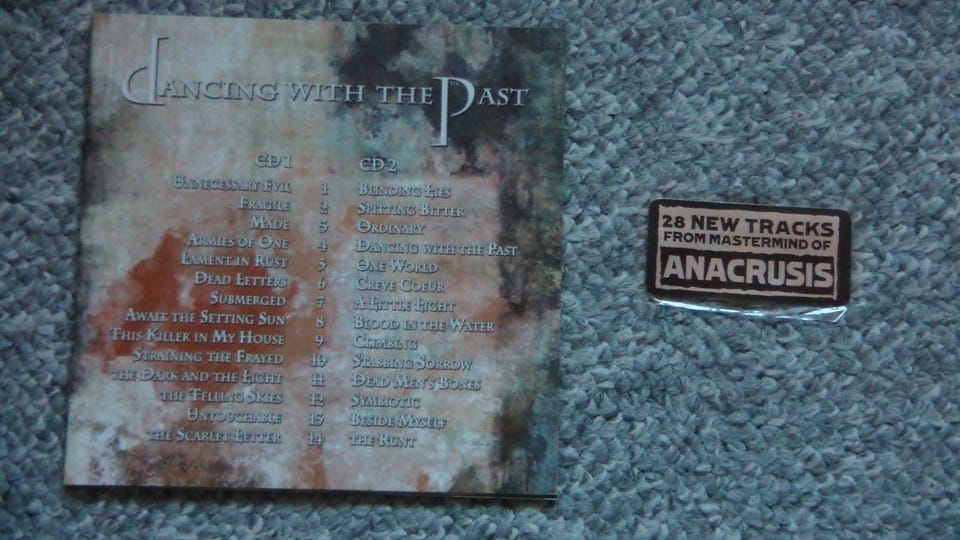 Dancing with the Past
CD 1 CD 2
Unnecessary Evil 1 Blinding Lies
Fragile 2 Spitting Bitter
Made 3 Ordinary
Armies of One 4 Dancing with the Past
Lament in Rust 5 One World
Dead Letters 6 Creve Coeur
Submerged 7 A Little Light
Await the Setting Sun 8 Blood in the Water
This Killer in My House 9 Climbing
Straining the Frayed 10 Stabbing Sorrow
the Dark and the Light 11 Dead Men's Bones
the Telling Skies 12 Symbiotic
Untouchable 13 Beside Myself
the Scarlet Letter 14 the Runt
28 NEW TRACKS
FROM MASTERMIND OF
ANACRUSIS